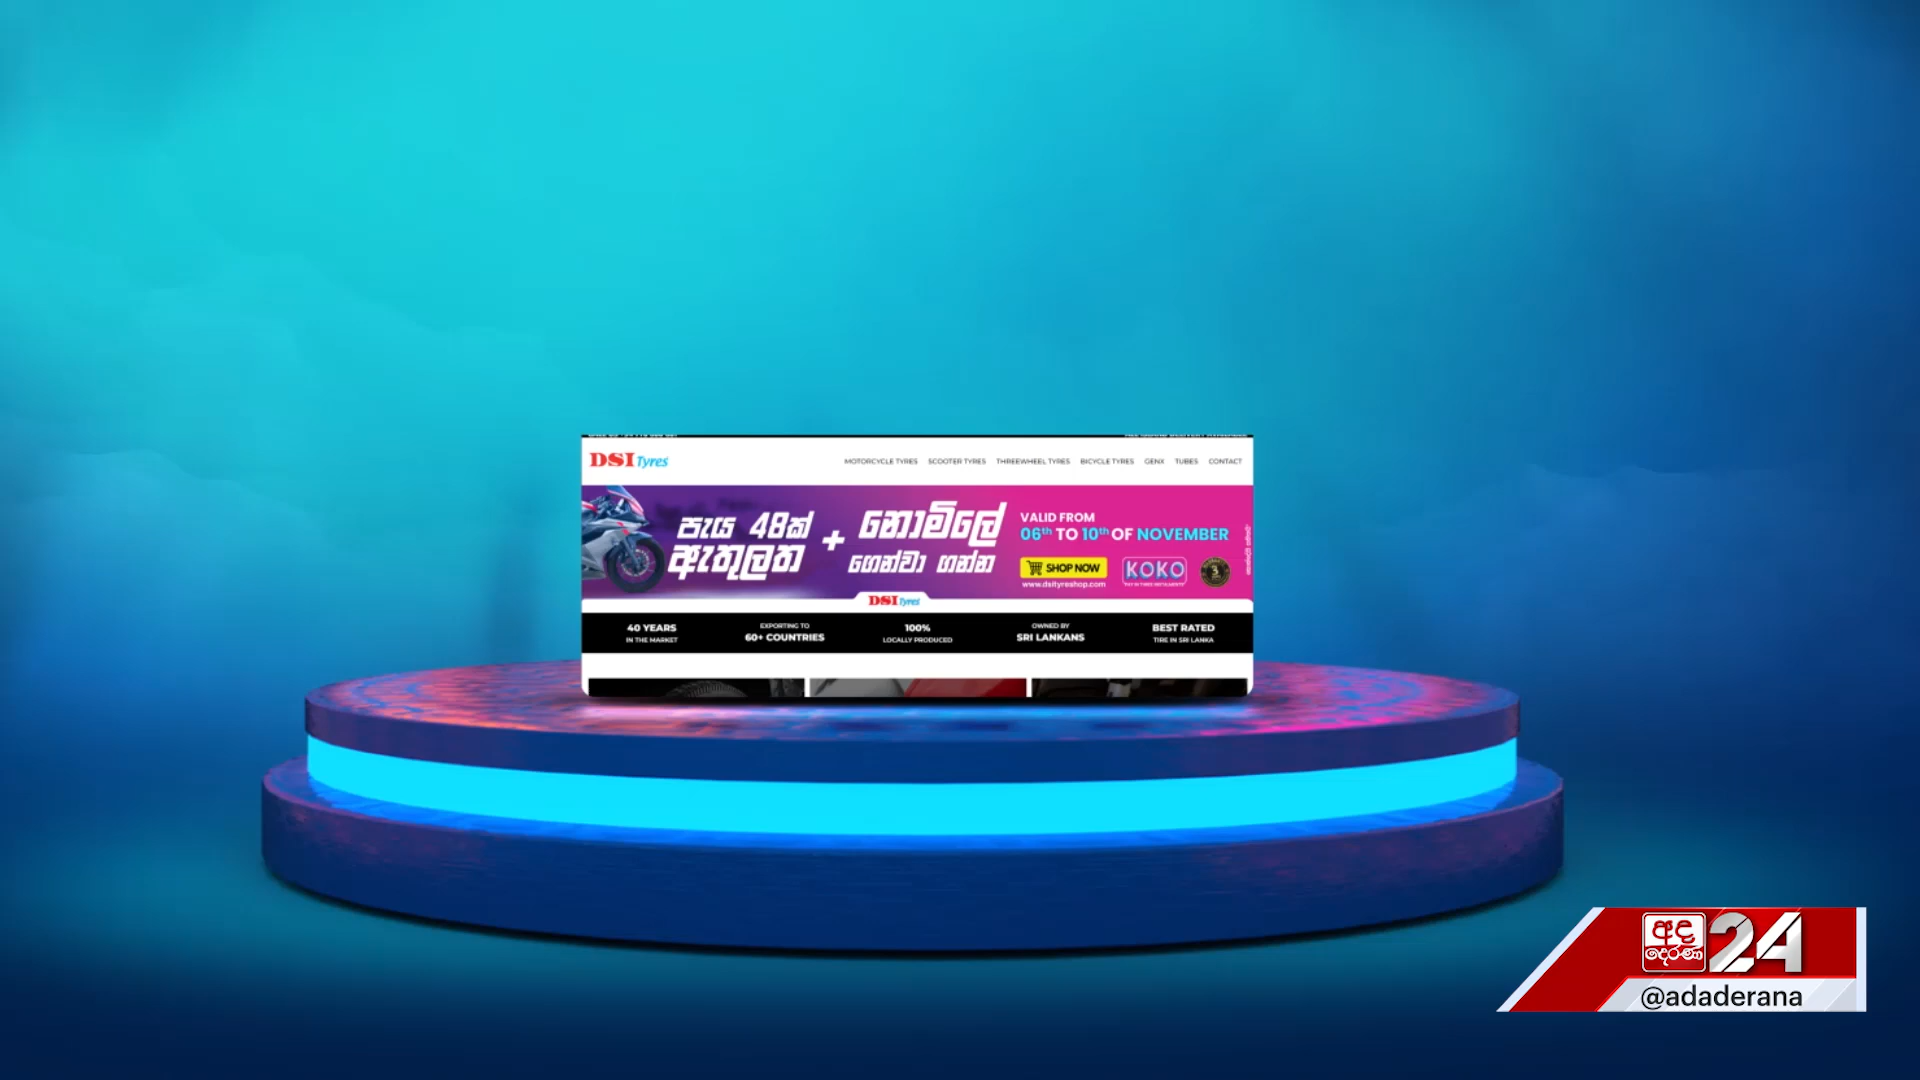 DSI Tyres
MOTORCYCLE TYRES SCOOTER TYRES THREEWHEEL TYRES BICYCLE TYRES GENX TUBES CONTACT
පැය 48ක්
ඇතුලත
+
නොමිලේ
ගෙන්වා ගන්න
VALID FROM
06th TO 10th OF NOVEMBER
SHOP NOW
www.dsityreshop.com
KOKO
DSI Tyres
40 YEARS
IN THE MARKET
EXPORTING TO
60+ COUNTRIES
100%
LOCALLY PRODUCED
OWNED BY
SRI LANKANS
BEST RATED
TIRE IN SRI LANKA
අද දෙරණ 24
@adaderana